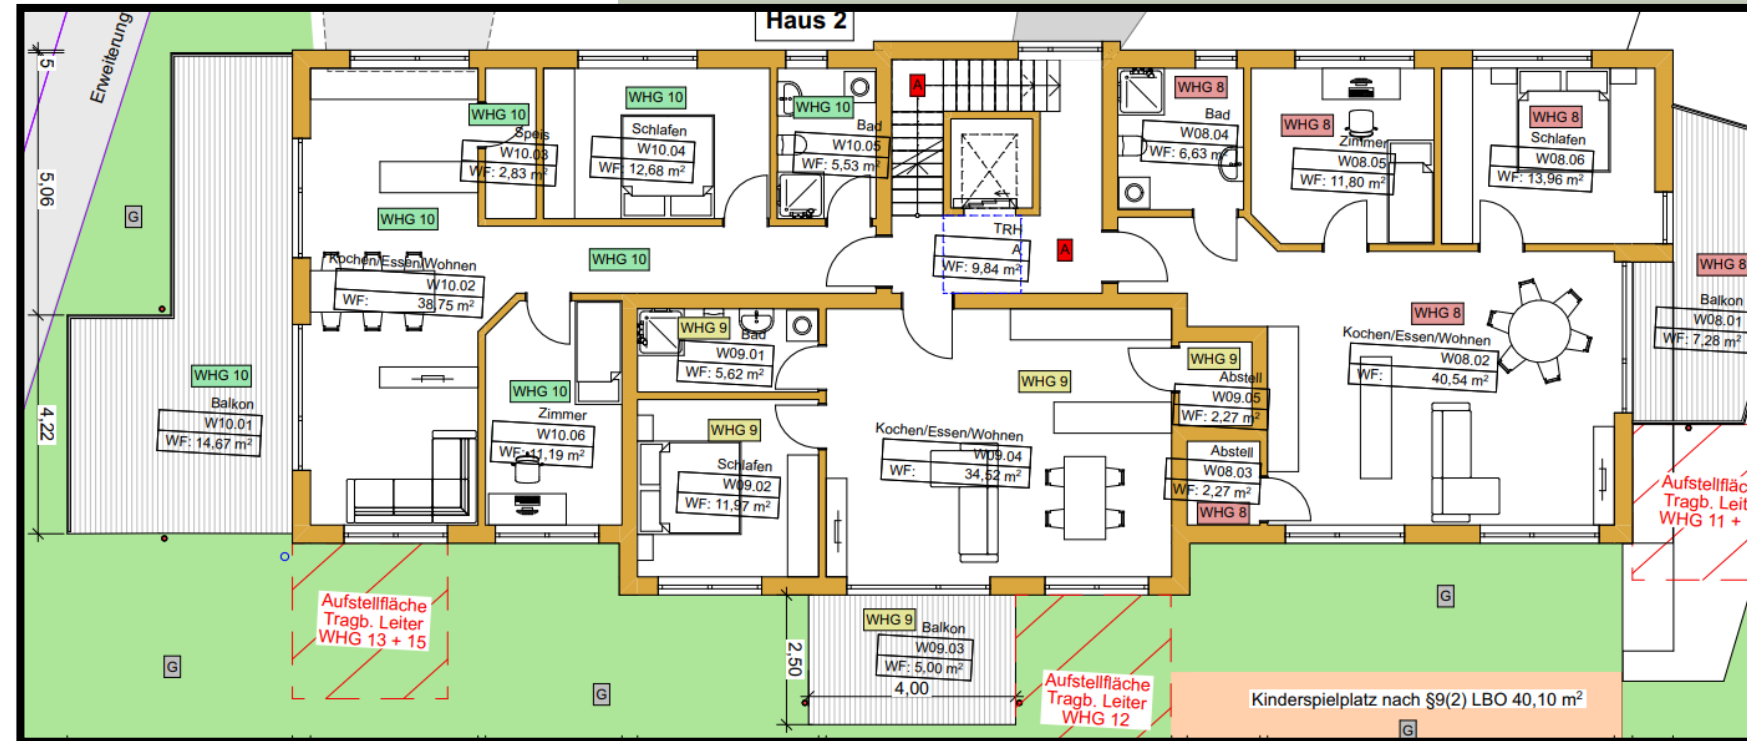 Haus 2
Erweiterung
5
5,06
4,22
G
WHG 10
Balkon
W10.01
WF: 14,67 m²
WHG 10
Kochen/Essen/Wohnen
W10.02
WF: 38,75 m²
WHG 10
Speis
W10.03
WF: 2,83 m²
WHG 10
Schlafen
W10.04
WF: 12,68 m²
WHG 10
Bad
W10.05
WF: 5,53 m²
WHG 10
WHG 10
Zimmer
W10.06
WF: 11,19 m²
A
TRH
A
WF: 9,84 m²
A
WHG 8
Bad
W08.04
WF: 6,63 m²
WHG 8
Zimmer
W08.05
WF: 11,80 m²
WHG 8
Schlafen
W08.06
WF: 13,96 m²
WHG 8
Balkon
W08.01
WF: 7,28 m²
WHG 8
Kochen/Essen/Wohnen
W08.02
WF: 40,54 m²
WHG 9
Bad
W09.01
WF: 5,62 m²
WHG 9
Schlafen
W09.02
WF: 11,97 m²
WHG 9
Kochen/Essen/Wohnen
W09.04
WF: 34,52 m²
WHG 9
Abstell
W09.05
WF: 2,27 m²
Abstell
W08.03
WF: 2,27 m²
WHG 8
Aufstellfläc
Tragb. Leit
WHG 11 +
Aufstellfläche
Tragb. Leiter
WHG 13 + 15
G
G
2,50
WHG 9
Balkon
W09.03
WF: 5,00 m²
4,00
Aufstellfläche
Tragb. Leiter
WHG 12
G
Kinderspielplatz nach §9(2) LBO 40,10 m²
G